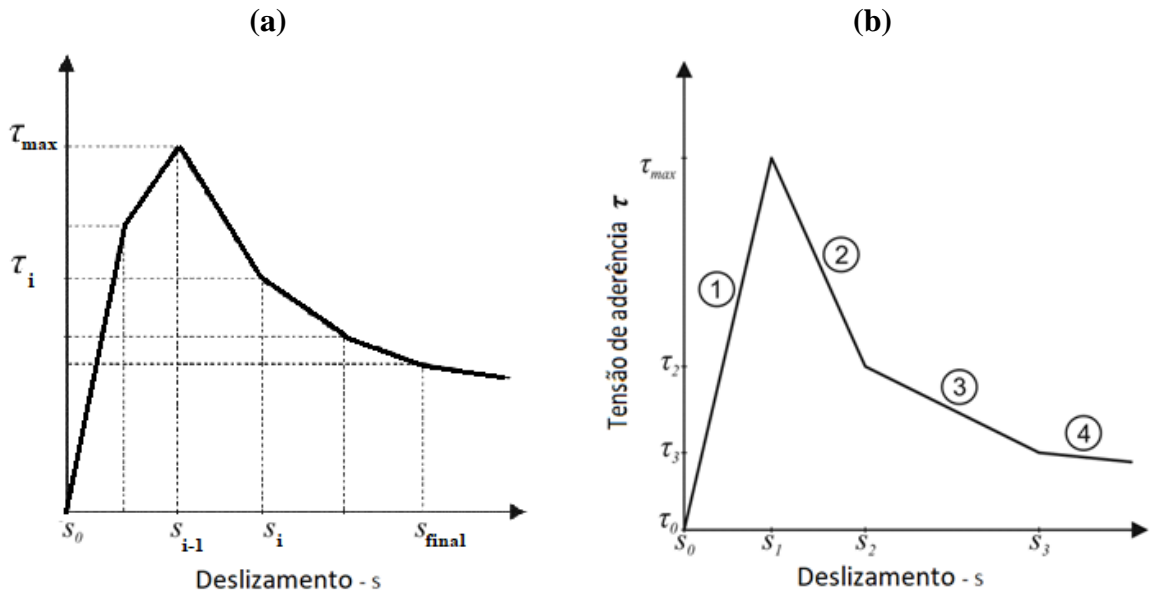 (a)
τmax
τi
s0
si-1
si
sfinal
Deslizamento - s
(b)
Tensão de aderência τ
τmax
τ2
τ3
τ0
1
2
3
4
s0
s1
s2
s3
Deslizamento - s